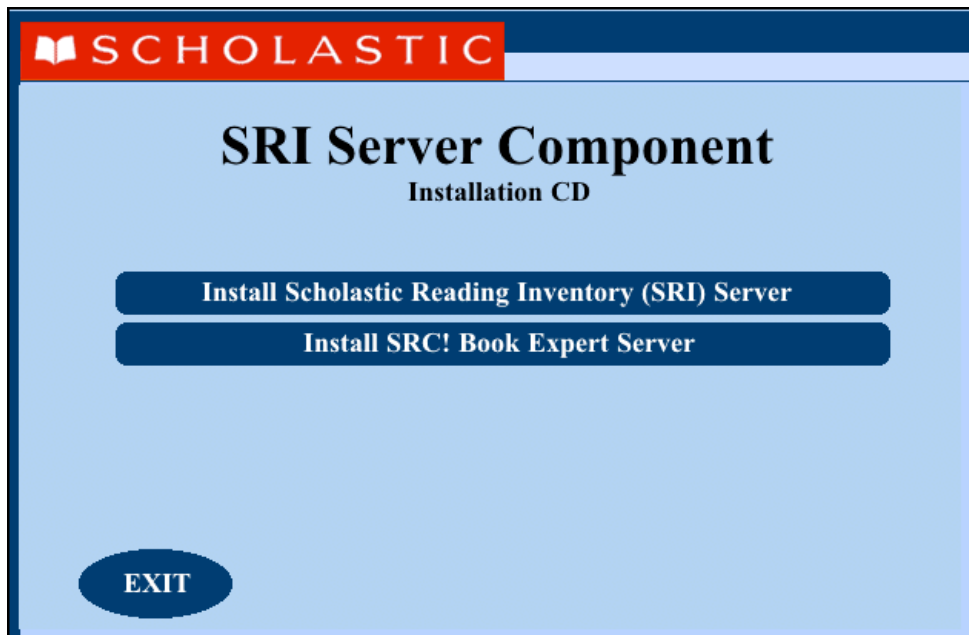 SCHOLASTIC
SRI Server Component
Installation CD
Install Scholastic Reading Inventory (SRI) Server
Install SRC! Book Expert Server
EXIT